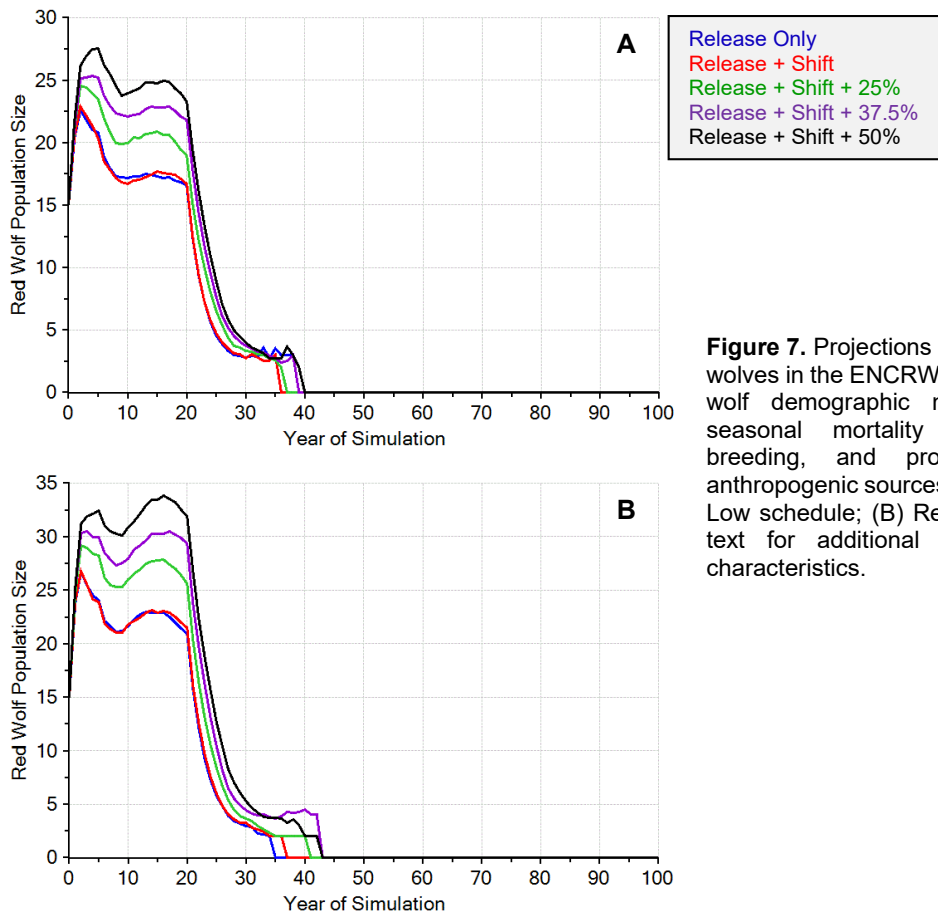 30
25
20
15
10
5
0
Red Wolf Population Size
A
0 10 20 30 40 50 60 70 80 90 100
Year of Simulation
Release Only
Release + Shift
Release + Shift + 25%
Release + Shift + 37.5%
Release + Shift + 50%
35
30
25
20
15
10
5
0
Red Wolf Population Size
B
0 10 20 30 40 50 60 70 80 90 100
Year of Simulation
Figure 7. Projections
wolves in the ENCRW
wolf demographic
seasonal mortality
breeding, and pro
anthropogenic sources
Low schedule; (B) Re
text for additional
characteristics.